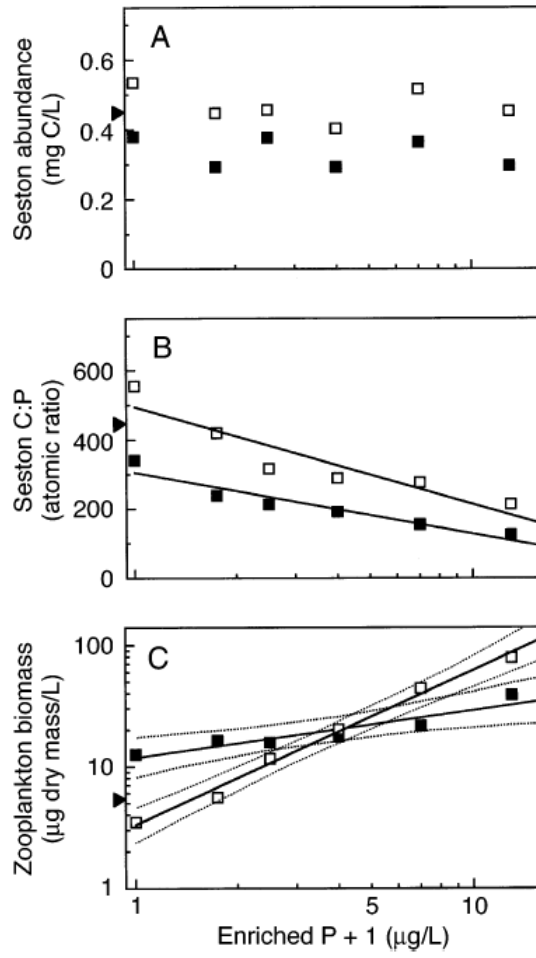 A
Seston abundance
(mg C/L)
0.6
0.4
0.2
0
B
Seston C:P
(atomic ratio)
600
400
200
0
C
Zooplankton biomass
(µg dry mass/L)
100
10
1
1
5
10
Enriched P + 1 (µg/L)